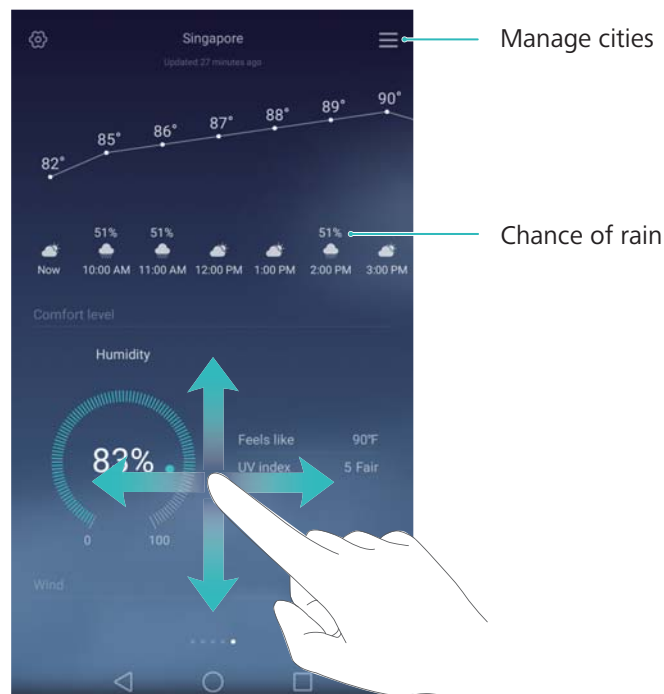 Singapore
Manage cities
Updated 27 minutes ago
82° 85° 86° 87° 88° 89° 90°
51% 51% 51%
Chance of rain
Now 10:00 AM 11:00 AM 12:00 PM 1:00 PM 2:00 PM 3:00 PM
Comfort level
Humidity
83%
0 100
Feels like 90°F
UV index 5 Fair
Wind